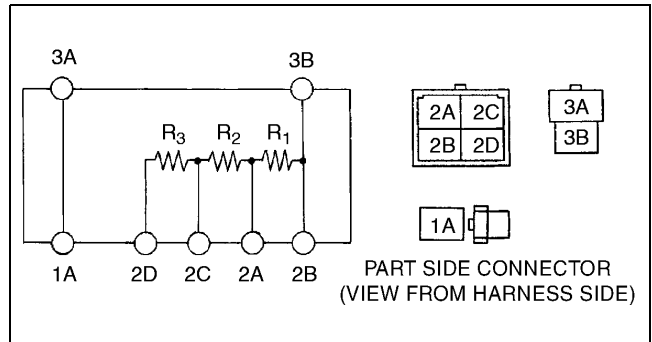 3A 3B
R3 R2 R1
1A 2D 2C 2A 2B
2A 2C
2B 2D
3A
3B
1A
PART SIDE CONNECTOR
(VIEW FROM HARNESS SIDE)